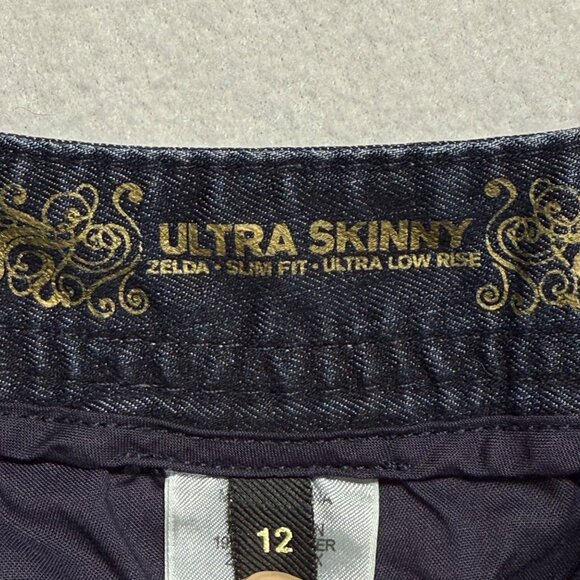 ULTRA SKINNY
ZELDA • SLIM FIT • ULTRA LOW RISE
12